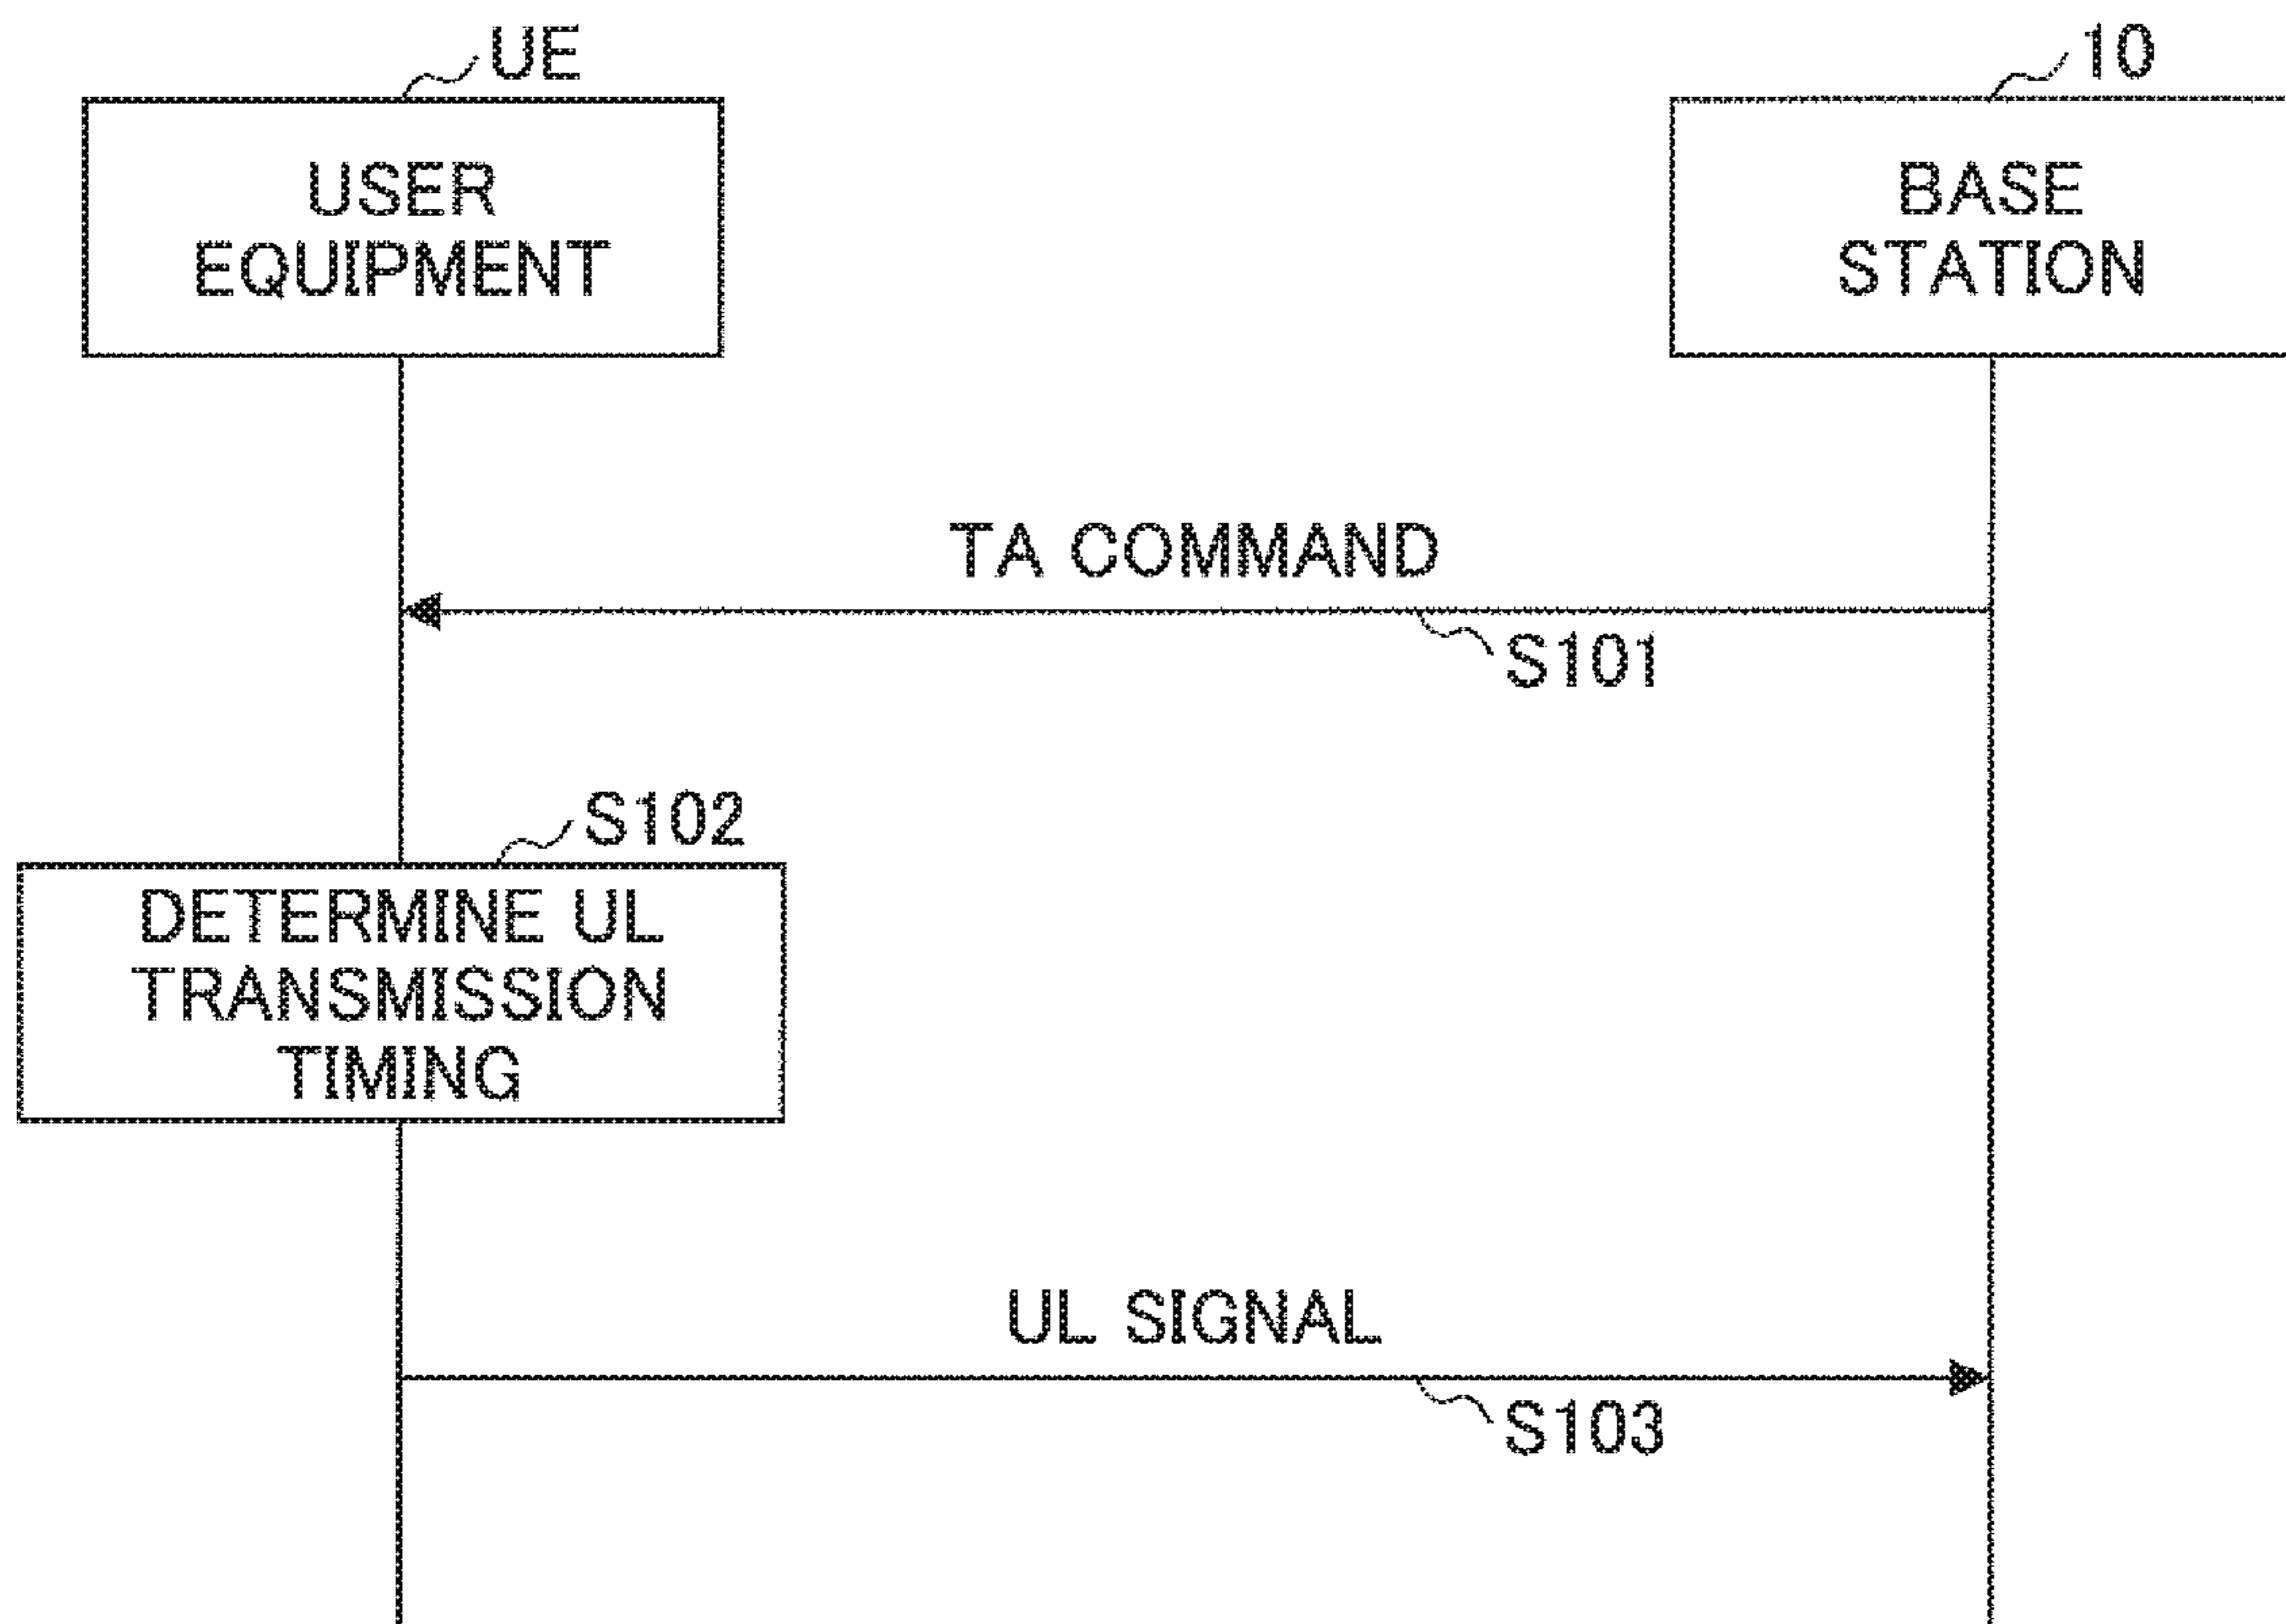 UE
10
USER
EQUIPMENT
BASE
STATION
TA COMMAND
S101
S102
DETERMINE UL
TRANSMISSION
TIMING
UL SIGNAL
S103